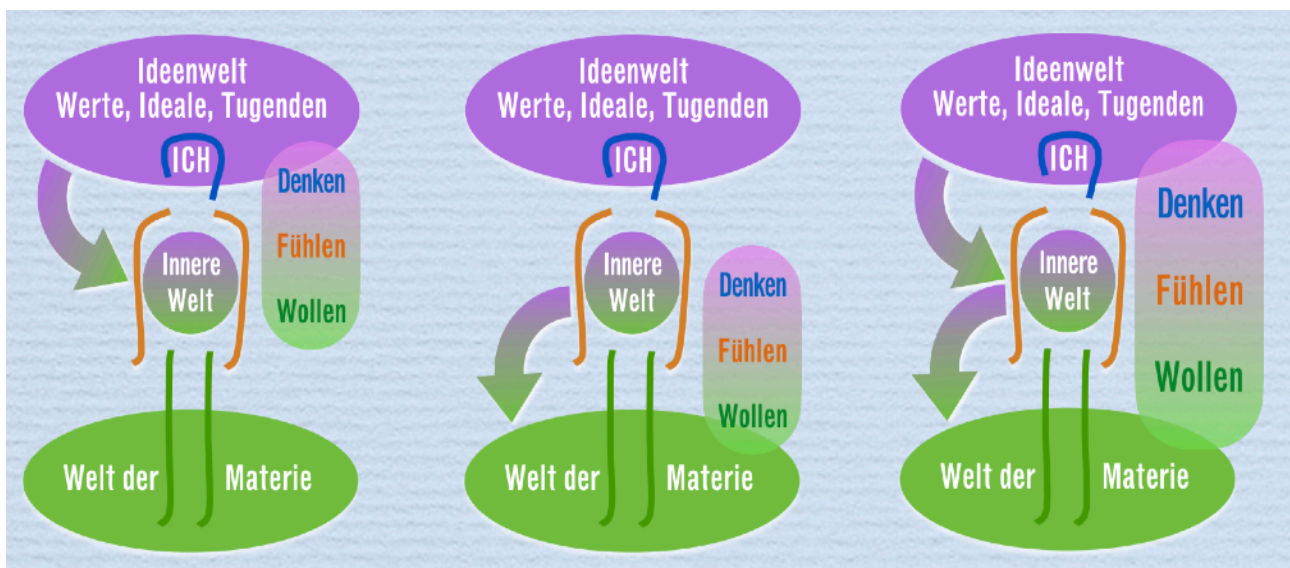 Ideenwelt
Werte, Ideale, Tugenden
ICH
Denken
Fühlen
Wollen
Innere
Welt
Welt der Materie
Ideenwelt
Werte, Ideale, Tugenden
ICH
Innere
Welt
Denken
Fühlen
Wollen
Welt der Materie
Ideenwelt
Werte, Ideale, Tugenden
ICH
Denken
Fühlen
Wollen
Innere
Welt
Welt der Materie